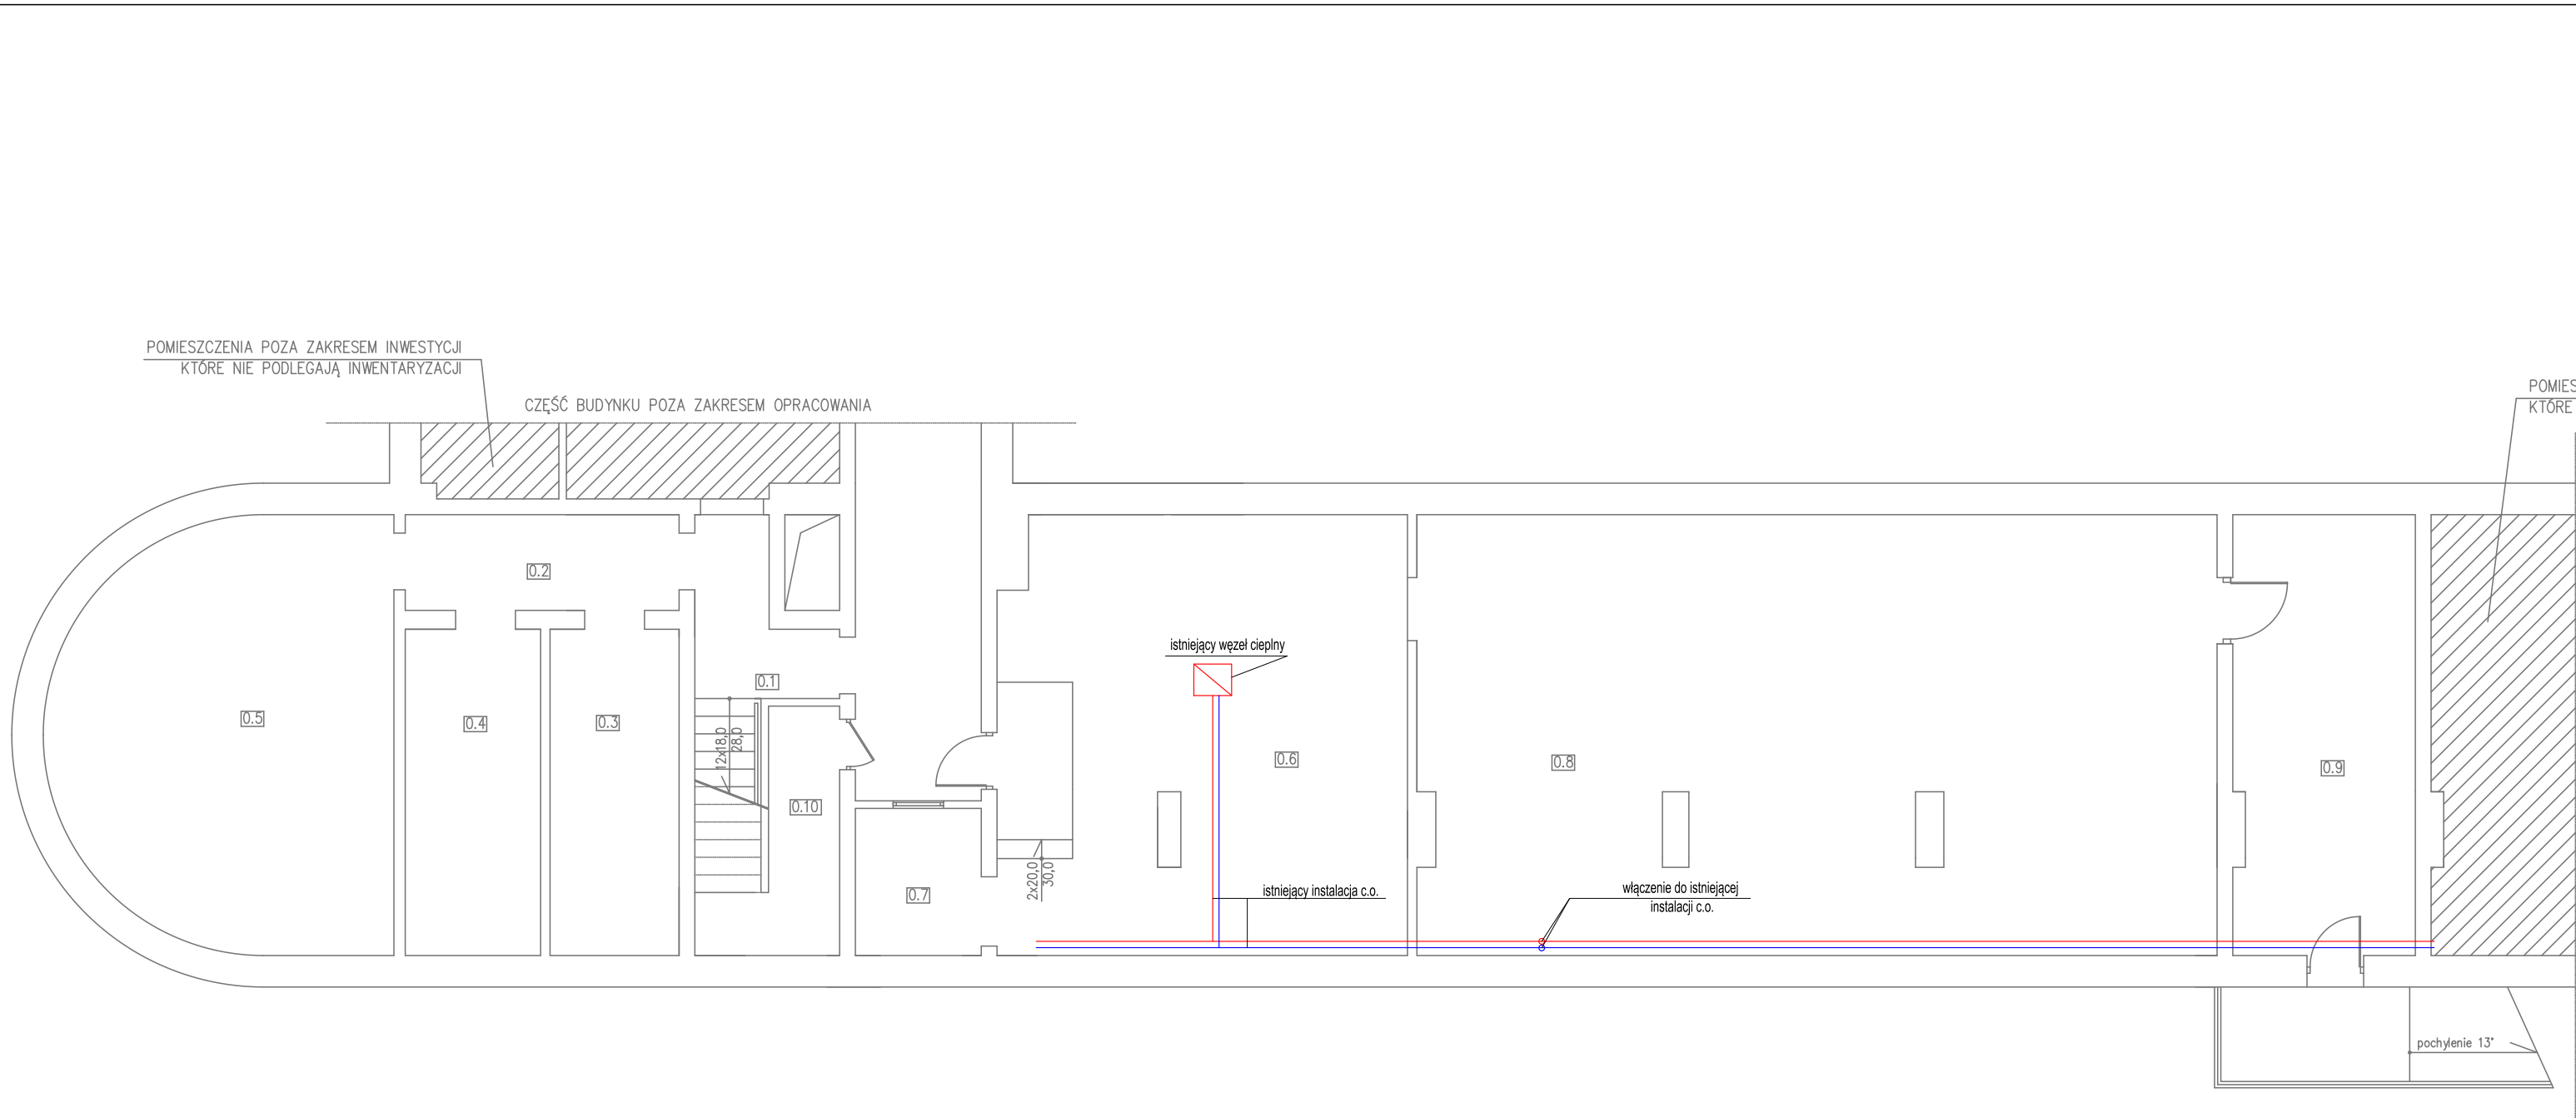 POMIESZCZENIA POZA ZAKRESEM INWESTYCJI
KTÓRE NIE PODLEGAJĄ INWENTARYZACJI
CZĘŚĆ BUDYNKU POZA ZAKRESEM OPRACOWANIA
POMIES
KTÓRE
0.2
istniejący węzeł cieplny
0.1
0.5
0.4
0.3
12x18,0
28,0
0.6
0.8
0.9
0.10
2x20,0
30,0
0.7
istniejący instalacja c.o.
włączenie do istniejącej
instalacji c.o.
pochylenie 13°